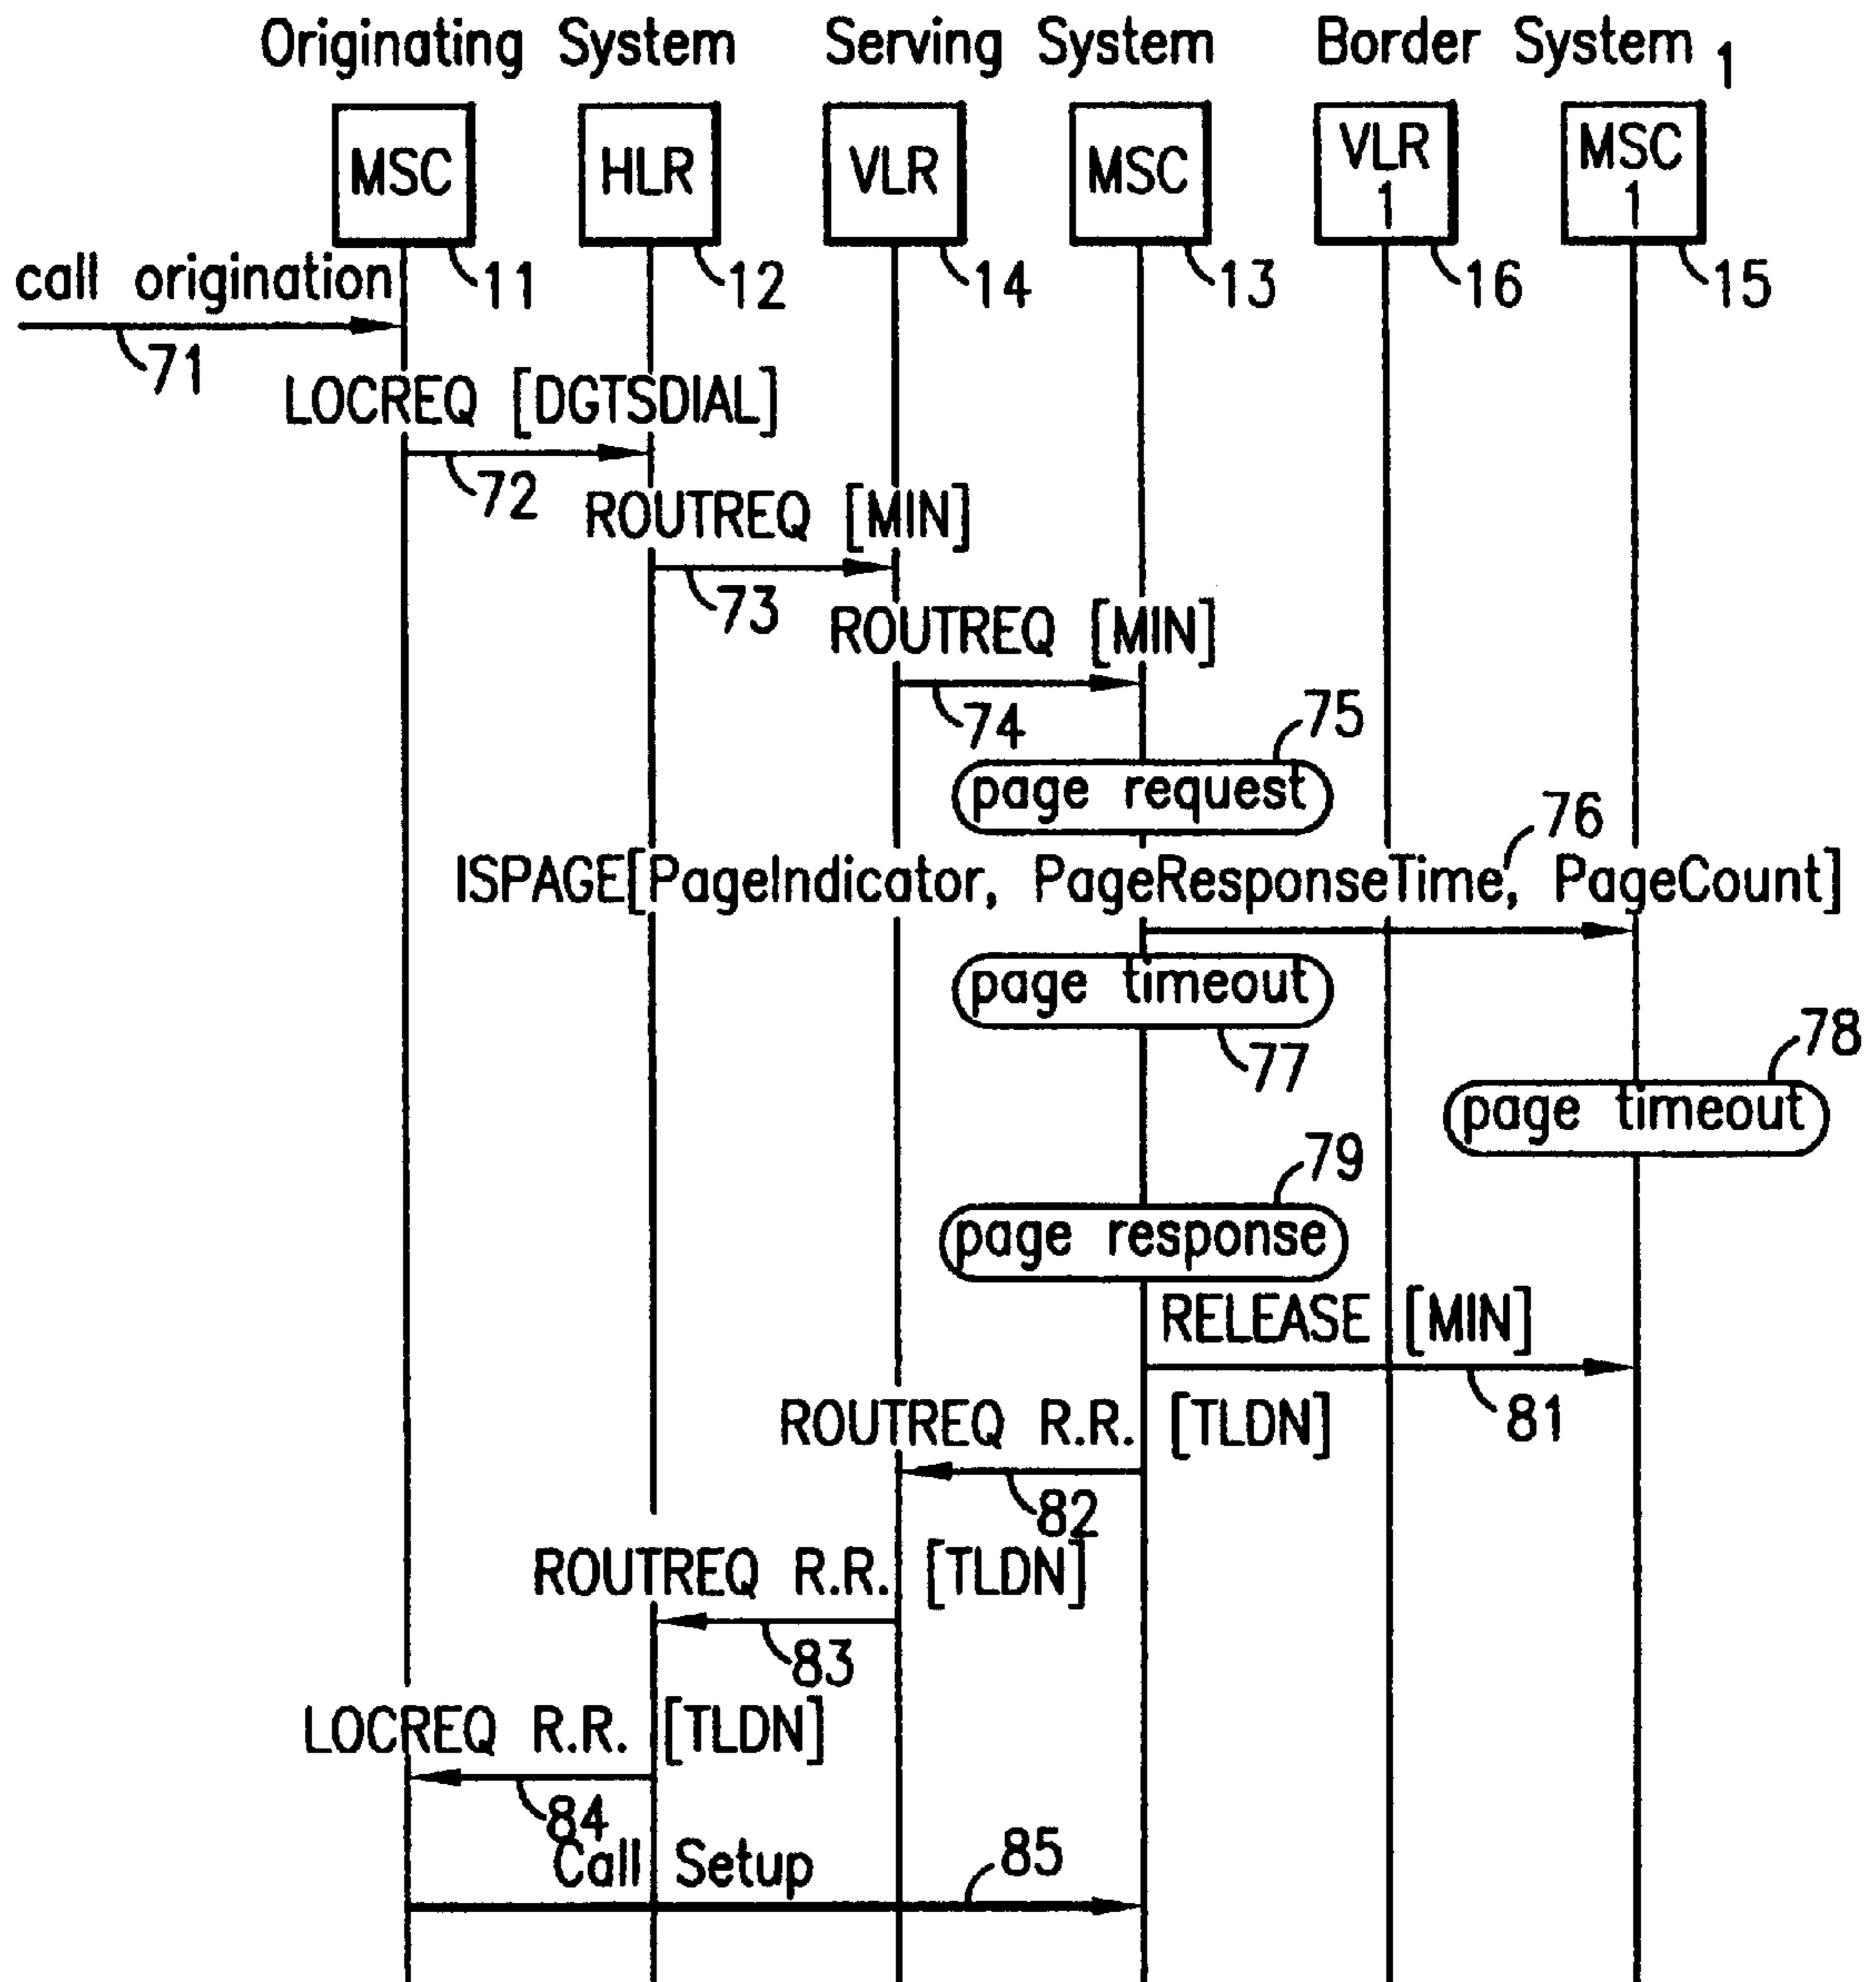 Originating System Serving System Border System 1
MSC HLR VLR MSC VLR 1 MSC 1
11 12 14 13 16 15
call origination
71
LOCREQ [DGTSDIAL]
72
ROUTREQ [MIN]
73
ROUTREQ [MIN]
74
75
page request
76
ISPAGE[PageIndicator, PageResponseTime, PageCount]
page timeout
77
78
page timeout
79
page response
RELEASE [MIN]
81
ROUTREQ R.R. [TLDN]
82
ROUTREQ R.R. [TLDN]
83
LOCREQ R.R. [TLDN]
84
Call Setup
85